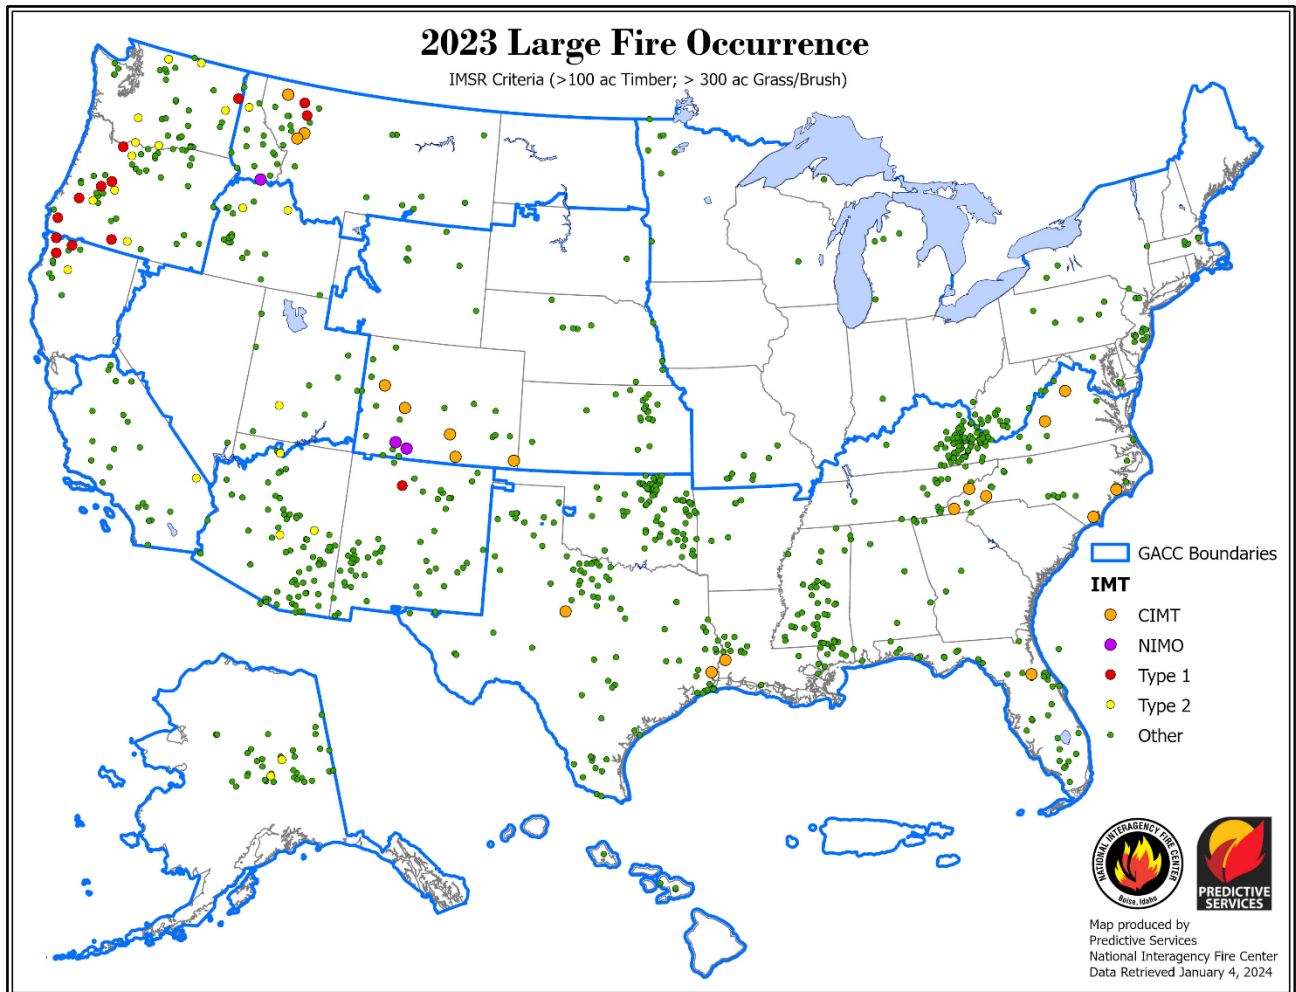 2023 Large Fire Occurrence
IMSR Criteria (>100 ac Timber; > 300 ac Grass/Brush)
GACC Boundaries
IMT
CIMT
NIMO
Type 1
Type 2
Other
NATIONAL INTERAGENCY FIRE CENTER
Boise, Idaho
PREDICTIVE
SERVICES
Map produced by
Predictive Services
National Interagency Fire Center
Data Retrieved January 4, 2024